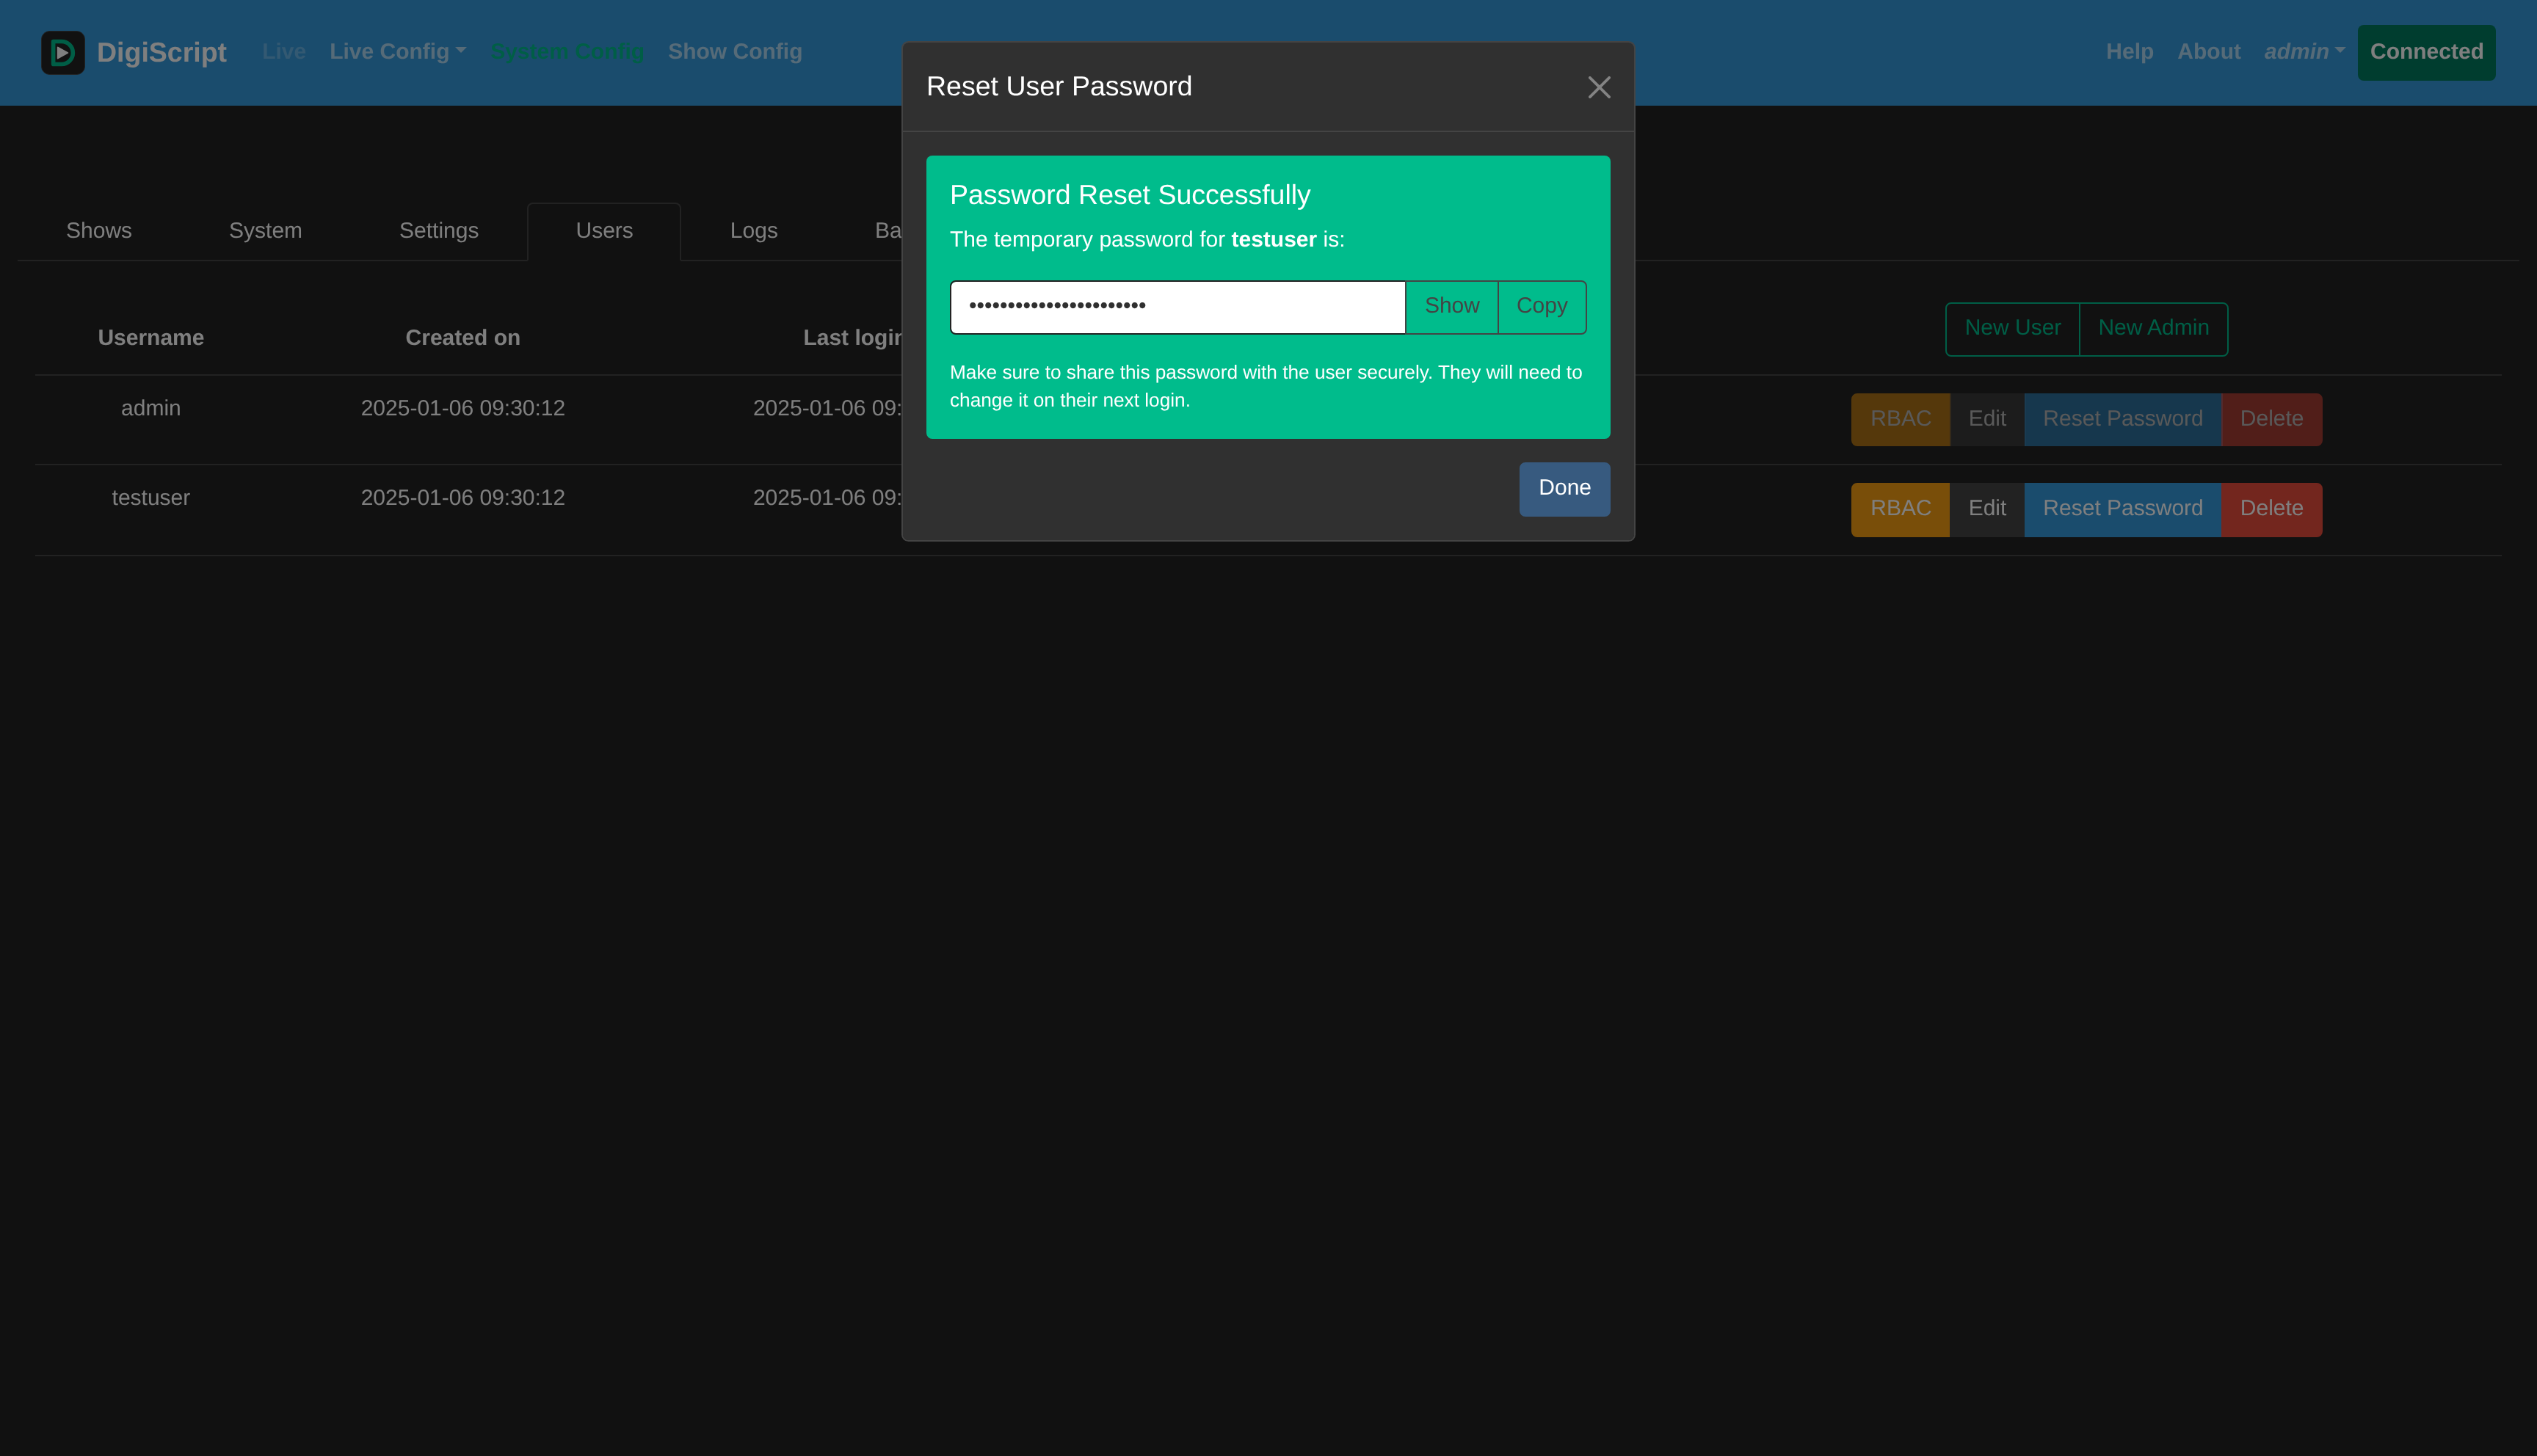 DigiScript Live Live Config System Config Show Config Help About admin Connected
Reset User Password
Password Reset Successfully
The temporary password for testuser is:
••••••••••••••••••••••• Show Copy
Make sure to share this password with the user securely. They will need to
change it on their next login.
Done
Shows System Settings Users Logs Ba
Username Created on Last login New User New Admin
admin 2025-01-06 09:30:12 2025-01-06 09: RBAC Edit Reset Password Delete
testuser 2025-01-06 09:30:12 2025-01-06 09: RBAC Edit Reset Password Delete